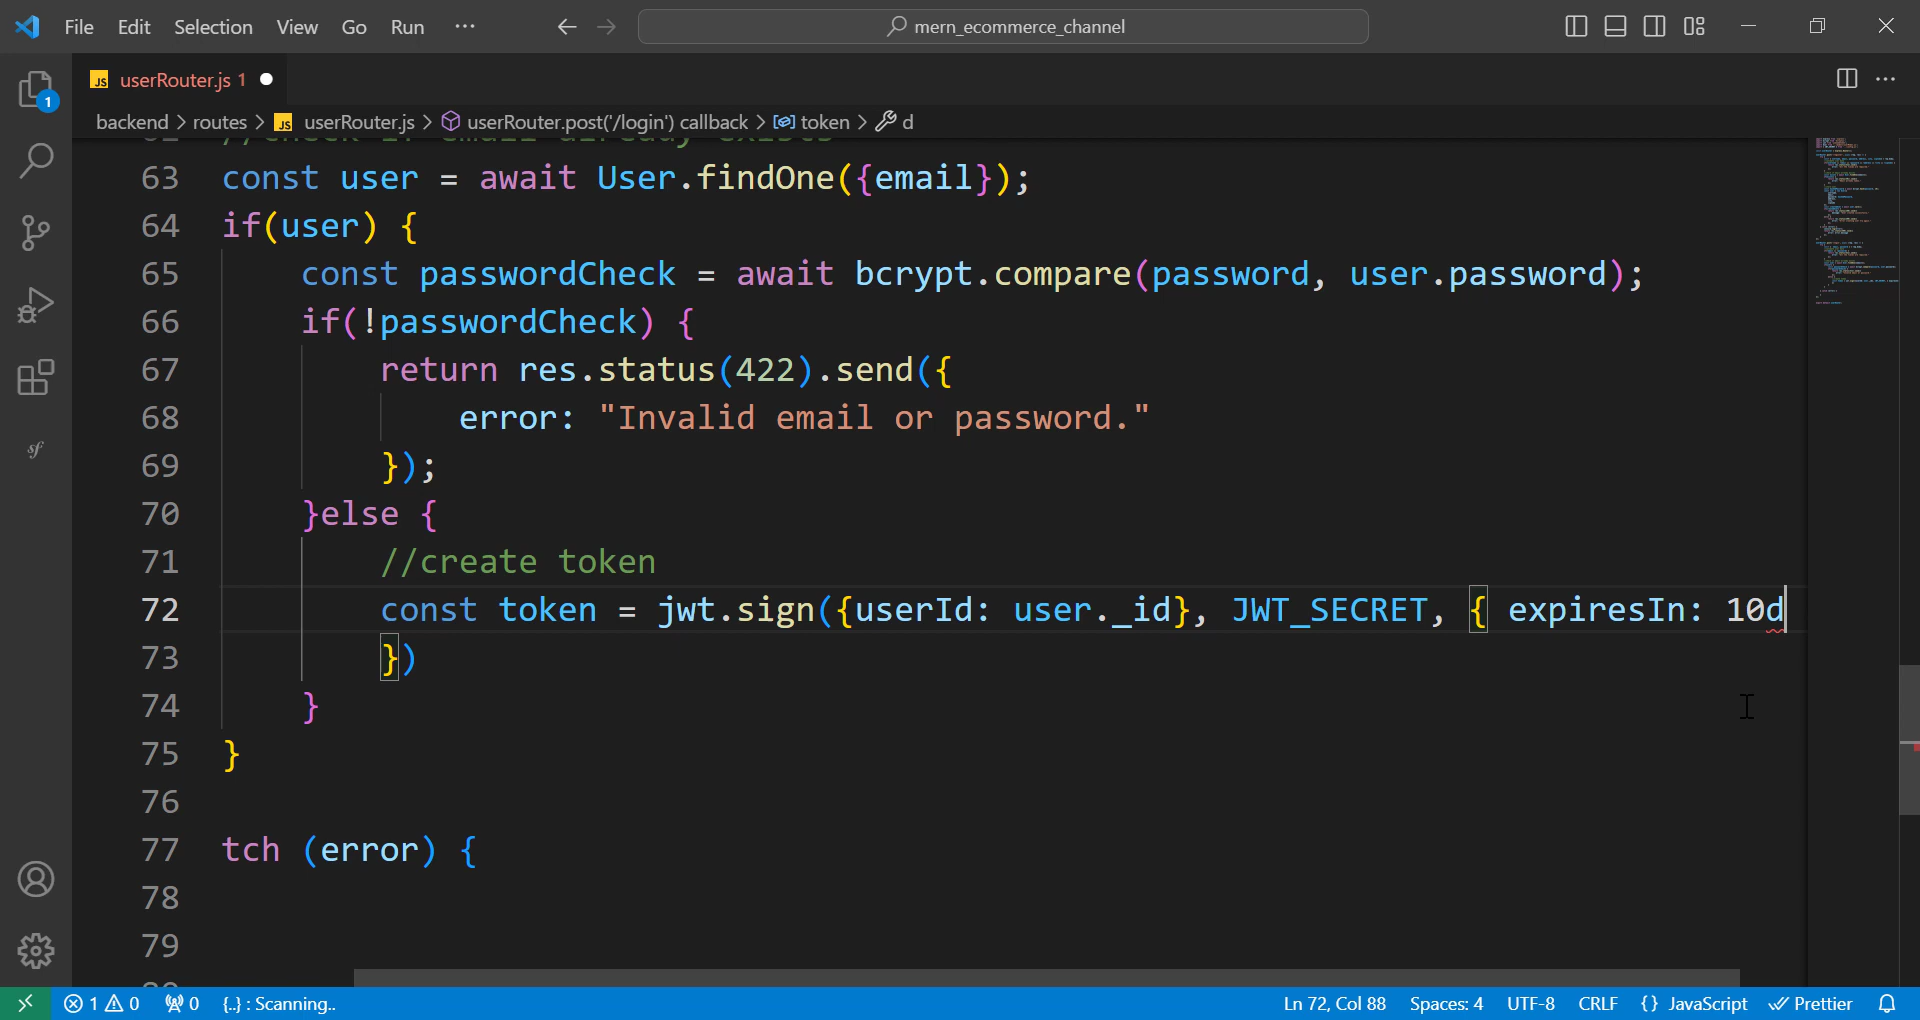 File Edit Selection View Go Run ···
mern_ecommerce_channel
JS userRouter.js 1
backend > routes > JS userRouter.js > userRouter.post('/login') callback > token > d
63 const user = await User.findOne({email});
64 if(user) {
65 const passwordCheck = await bcrypt.compare(password, user.password);
66 if(!passwordCheck) {
67 return res.status(422).send({
68 error: "Invalid email or password."
69 });
70 }else {
71 //create token
72 const token = jwt.sign({userId: user._id}, JWT_SECRET, { expiresIn: 10d
73 })
74 }
75 }
76
77 tch (error) {
78
79
1
sf
1 0 0 {..} : Scanning.. Ln 72, Col 88 Spaces: 4 UTF-8 CRLF {} JavaScript Prettier